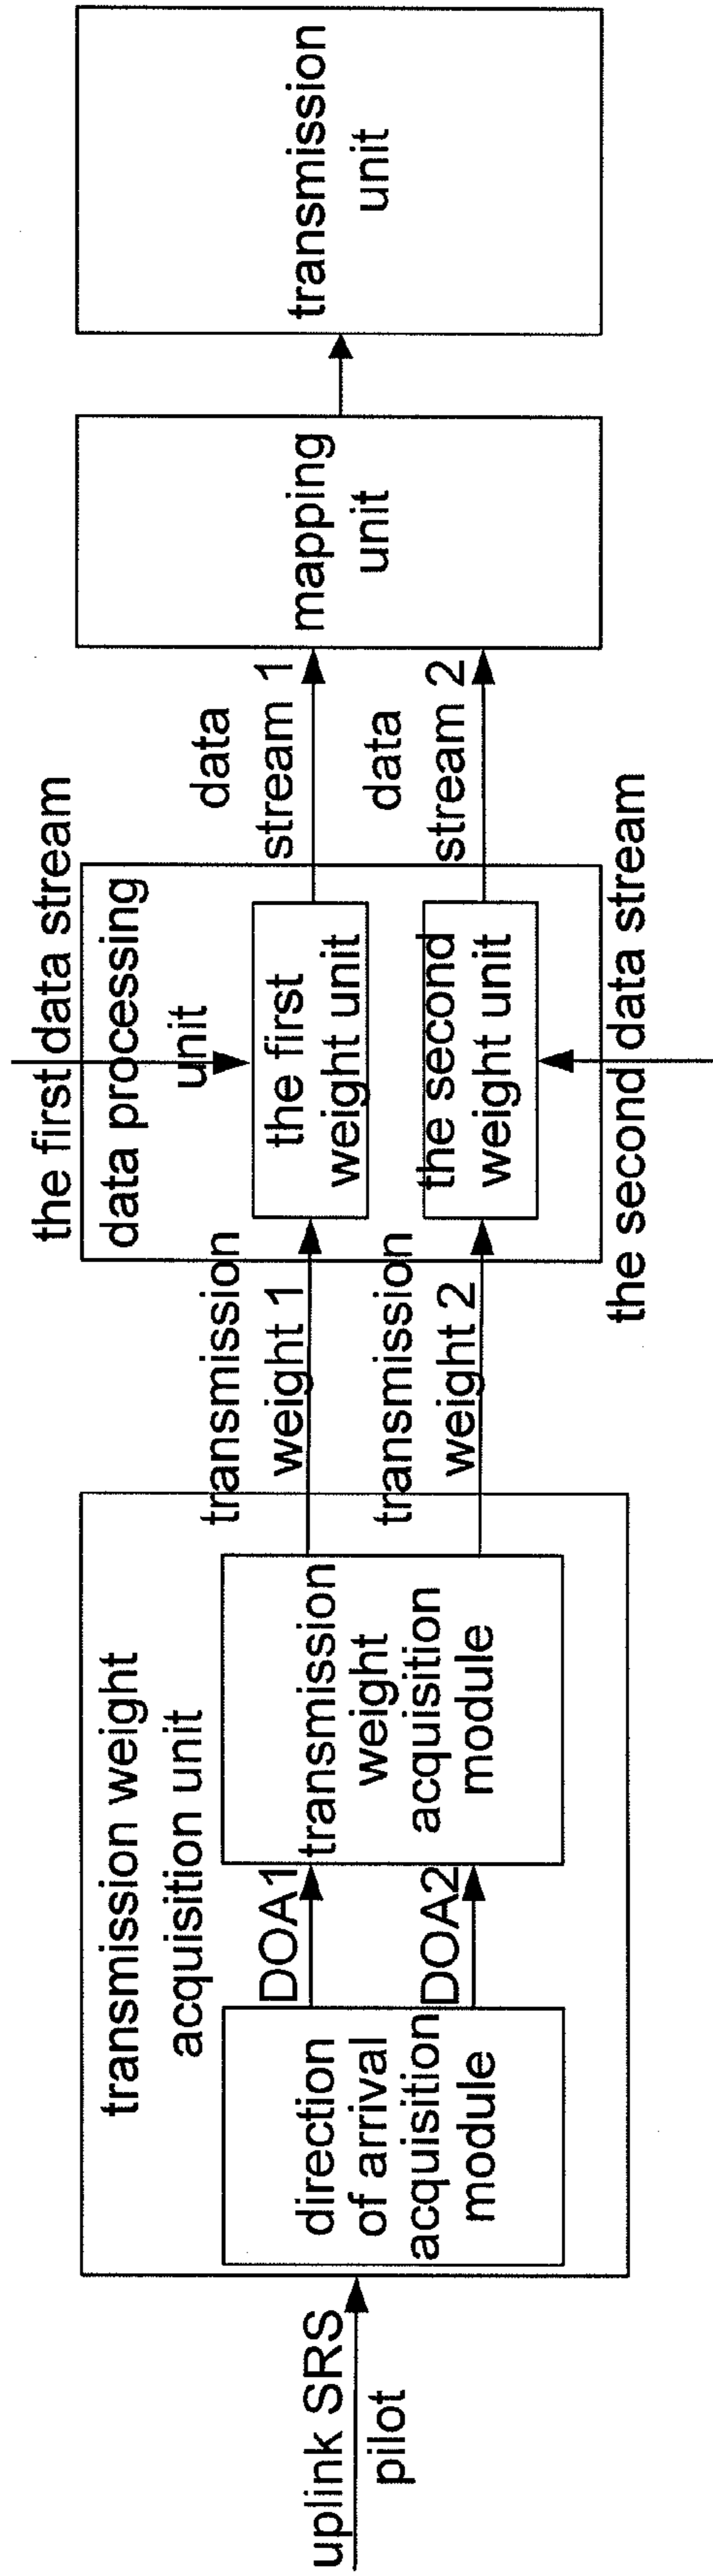 uplink SRS
pilot
transmission weight
acquisition unit
direction
of arrival
acquisition
module
DOA1
DOA2
transmission
weight
acquisition
module
transmission
weight 1
transmission
weight 2
the first data stream
data processing
unit
the first
weight unit
the second
weight unit
the second data stream
data
stream 1
data
stream 2
mapping
unit
transmission
unit